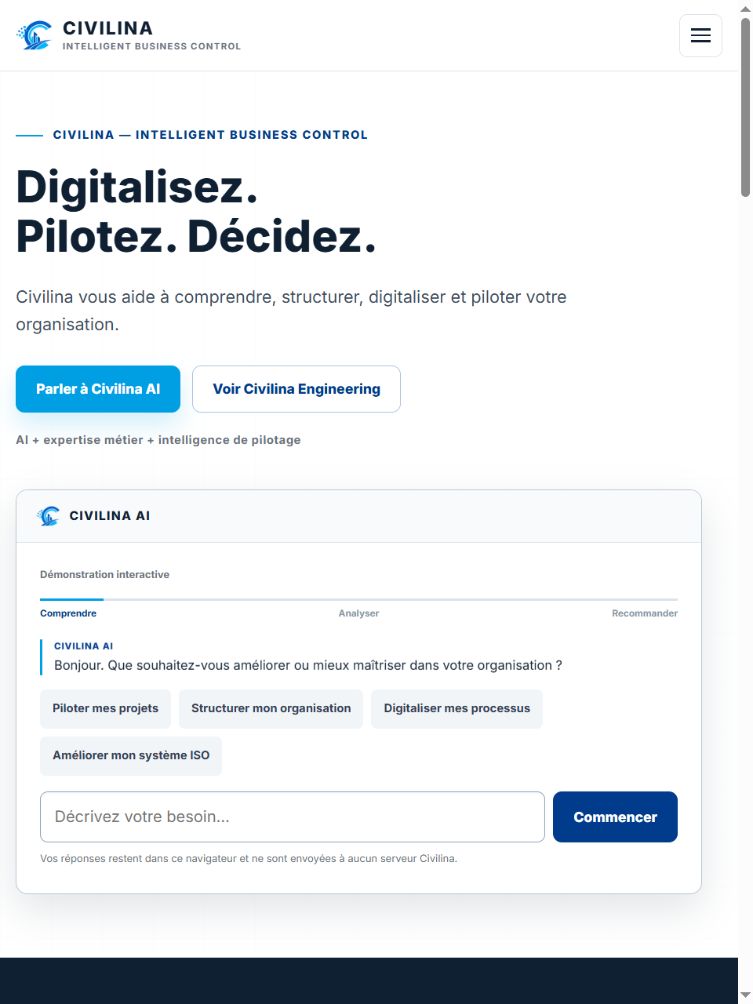 CIVILINA
INTELLIGENT BUSINESS CONTROL
CIVILINA — INTELLIGENT BUSINESS CONTROL
Digitalisez.
Pilotez. Décidez.
Civilina vous aide à comprendre, structurer, digitaliser et piloter votre
organisation.
Parler à Civilina AI
Voir Civilina Engineering
AI + expertise métier + intelligence de pilotage
CIVILINA AI
Démonstration interactive
Comprendre
Analyser
Recommander
CIVILINA AI
Bonjour. Que souhaitez-vous améliorer ou mieux maîtriser dans votre organisation ?
Piloter mes projets
Structurer mon organisation
Digitaliser mes processus
Améliorer mon système ISO
Décrivez votre besoin...
Commencer
Vos réponses restent dans ce navigateur et ne sont envoyées à aucun serveur Civilina.